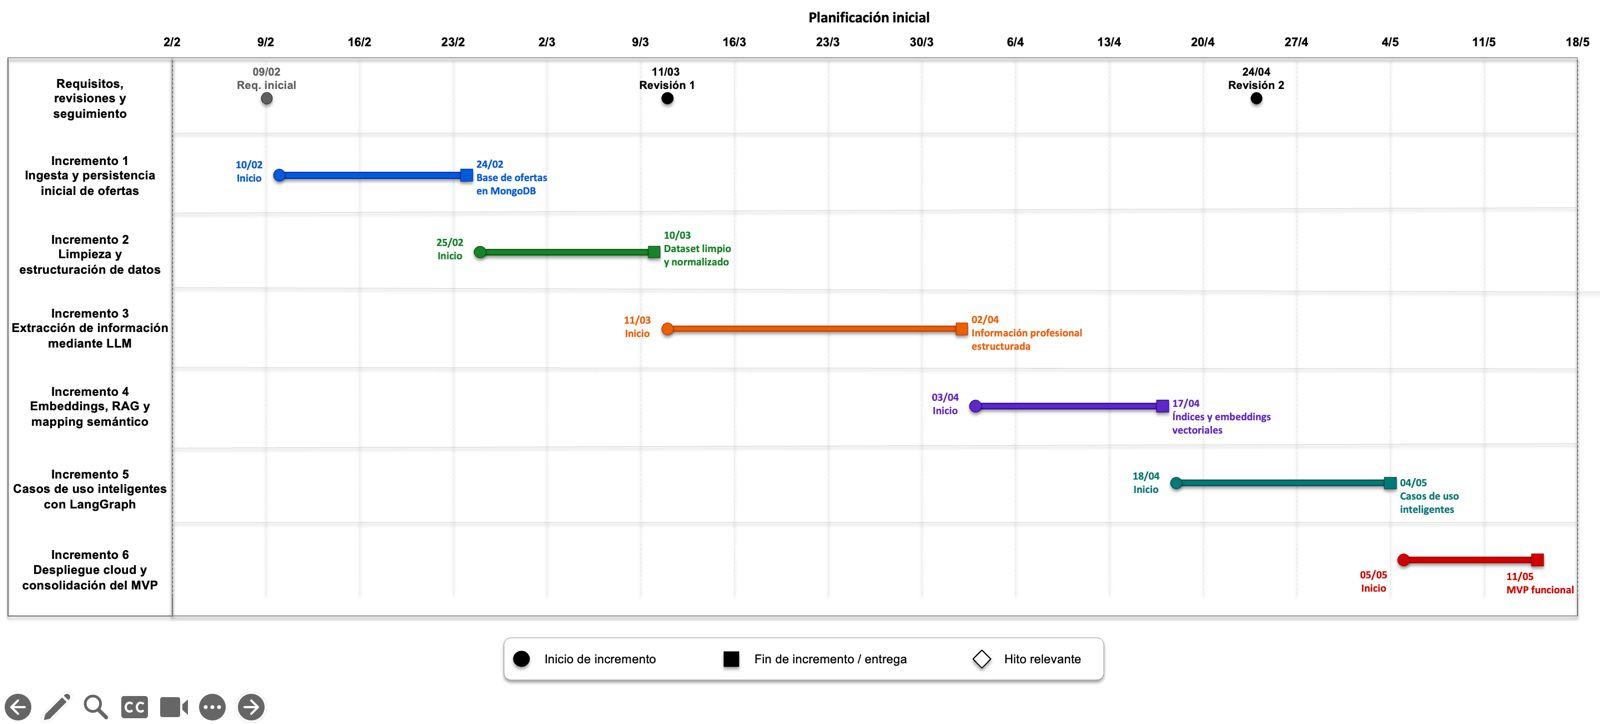 Planificación inicial
2/2 9/2 16/2 23/2 2/3 9/3 16/3 23/3 30/3 6/4 13/4 20/4 27/4 4/5 11/5 18/5
Requisitos,
revisiones y
seguimiento
09/02
Req. inicial
11/03
Revisión 1
24/04
Revisión 2
Incremento 1
Ingesta y persistencia
inicial de ofertas
10/02
Inicio
24/02
Base de ofertas
en MongoDB
Incremento 2
Limpieza y
estructuración de datos
25/02
Inicio
10/03
Dataset limpio
y normalizado
Incremento 3
Extracción de información
mediante LLM
11/03
Inicio
02/04
Información profesional
estructurada
Incremento 4
Embeddings, RAG y
mapping semántico
03/04
Inicio
17/04
Índices y embeddings
vectoriales
Incremento 5
Casos de uso inteligentes
con LangGraph
18/04
Inicio
04/05
Casos de uso
inteligentes
Incremento 6
Despliegue cloud y
consolidación del MVP
05/05
Inicio
11/05
MVP funcional
Inicio de incremento
Fin de incremento / entrega
Hito relevante
CC